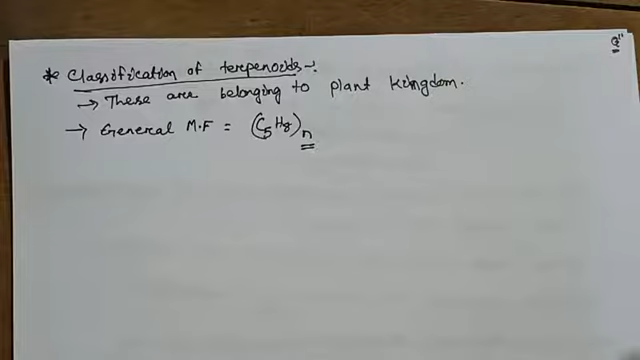 * Classification of terpenoids :-
→ These are belonging to plant Kingdom.
→ General M.F = (C5H8)n